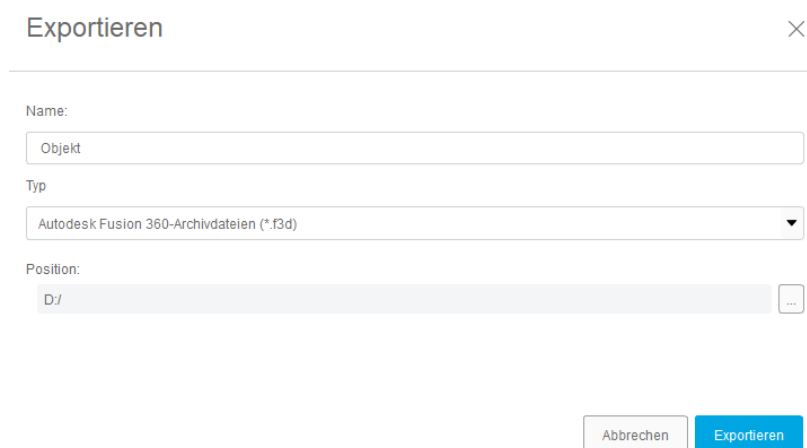 Exportieren
Name:
Objekt
Typ
Autodesk Fusion 360-Archivdateien (*.f3d)
Position:
D:/
...
Abbrechen
Exportieren